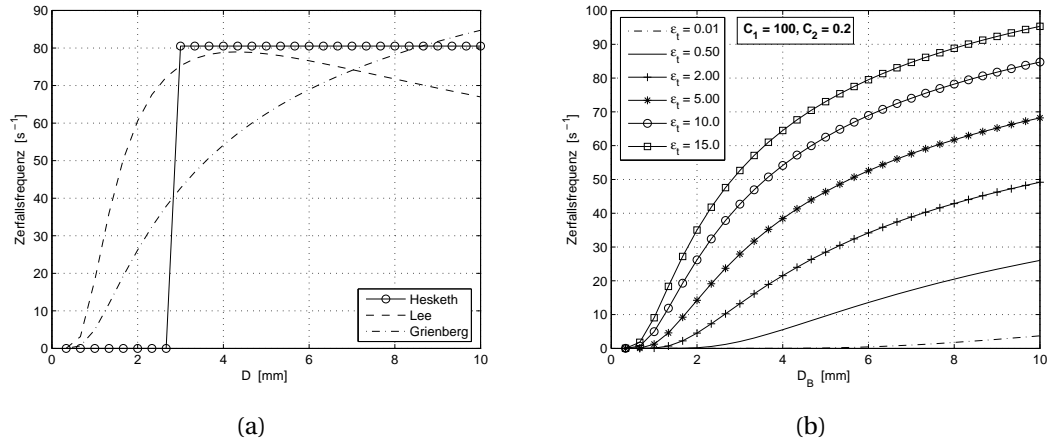 Zerfallsfrequenz [s⁻¹]
90
80
70
60
50
40
30
20
10
0
0 2 4 6 8 10
D [mm]
Hesketh
Lee
Grienberg
(a)
Zerfallsfrequenz [s⁻¹]
100
90
80
70
60
50
40
30
20
10
0
0 2 4 6 8 10
D_B [mm]
ε_t = 0.01
ε_t = 0.50
ε_t = 2.00
ε_t = 5.00
ε_t = 10.0
ε_t = 15.0
C_1 = 100, C_2 = 0.2
(b)